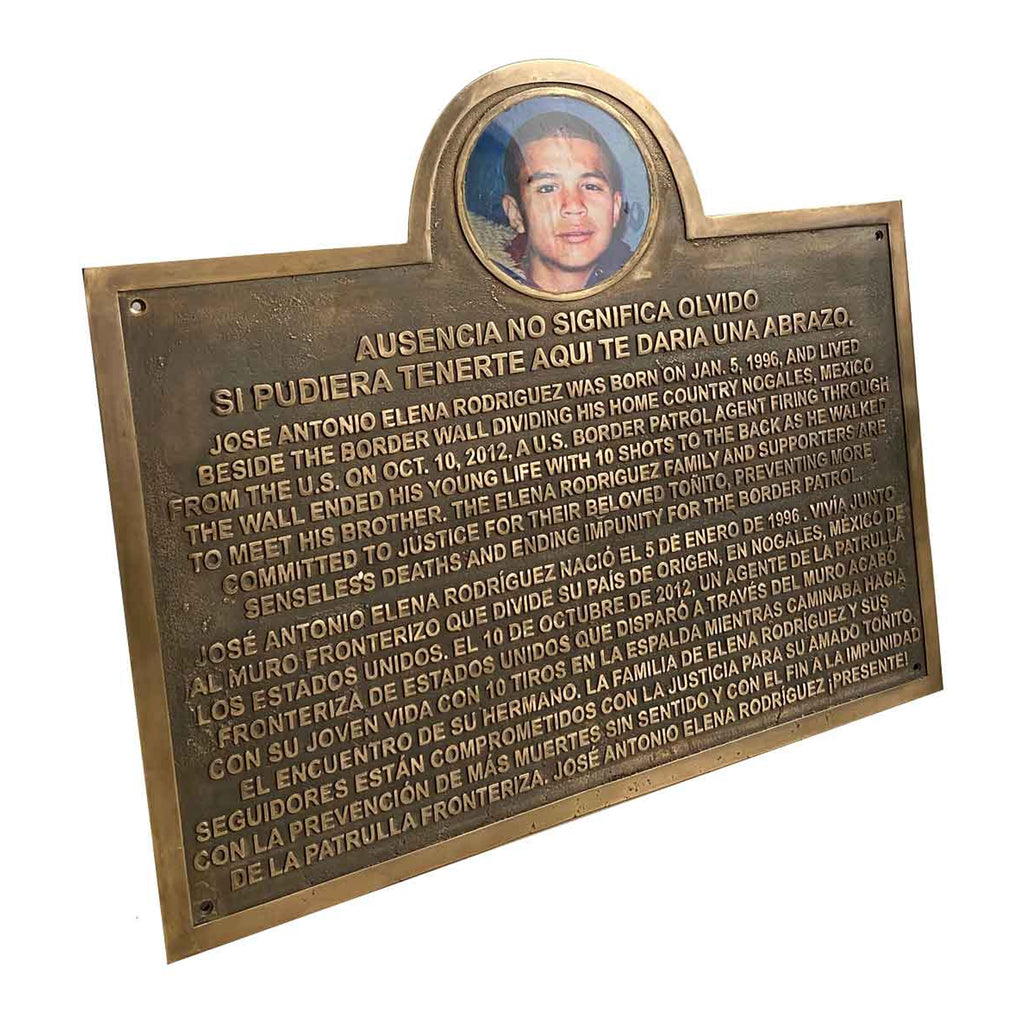 AUSENCIA NO SIGNIFICA OLVIDO
SI PUDIERA TENERTE AQUI TE DARIA UNA ABRAZO.
JOSE ANTONIO ELENA RODRIGUEZ WAS BORN ON JAN. 5, 1996, AND LIVED
BESIDE THE BORDER WALL DIVIDING HIS HOME COUNTRY NOGALES, MEXICO
FROM THE U.S. ON OCT. 10, 2012, A U.S. BORDER PATROL AGENT FIRING THROUGH
THE WALL ENDED HIS YOUNG LIFE WITH 10 SHOTS TO THE BACK AS HE WALKED
TO MEET HIS BROTHER. THE ELENA RODRIGUEZ FAMILY AND SUPPORTERS ARE
COMMITTED TO JUSTICE FOR THEIR BELOVED TOÑITO, PREVENTING MORE
SENSELESS DEATHS AND ENDING IMPUNITY FOR THE BORDER PATROL.
JOSÉ ANTONIO ELENA RODRÍGUEZ NACIÓ EL 5 DE ENERO DE 1996. VIVÍA JUNTO
AL MURO FRONTERIZO QUE DIVIDE SU PAÍS DE ORIGEN, EN NOGALES, MÉXICO DE
LOS ESTADOS UNIDOS. EL 10 DE OCTUBRE DE 2012, UN AGENTE DE LA PATRULLA
FRONTERIZA DE ESTADOS UNIDOS QUE DISPARÓ A TRAVÉS DEL MURO ACABÓ
CON SU JOVEN VIDA CON 10 TIROS EN LA ESPALDA MIENTRAS CAMINABA HACIA
EL ENCUENTRO DE SU HERMANO. LA FAMILIA DE ELENA RODRÍGUEZ Y SUS
SEGUIDORES ESTÁN COMPROMETIDOS CON LA JUSTICIA PARA SU AMADO TOÑITO,
CON LA PREVENCIÓN DE MÁS MUERTES SIN SENTIDO Y CON EL FIN A LA IMPUNIDAD
DE LA PATRULLA FRONTERIZA. JOSÉ ANTONIO ELENA RODRÍGUEZ ¡PRESENTE!